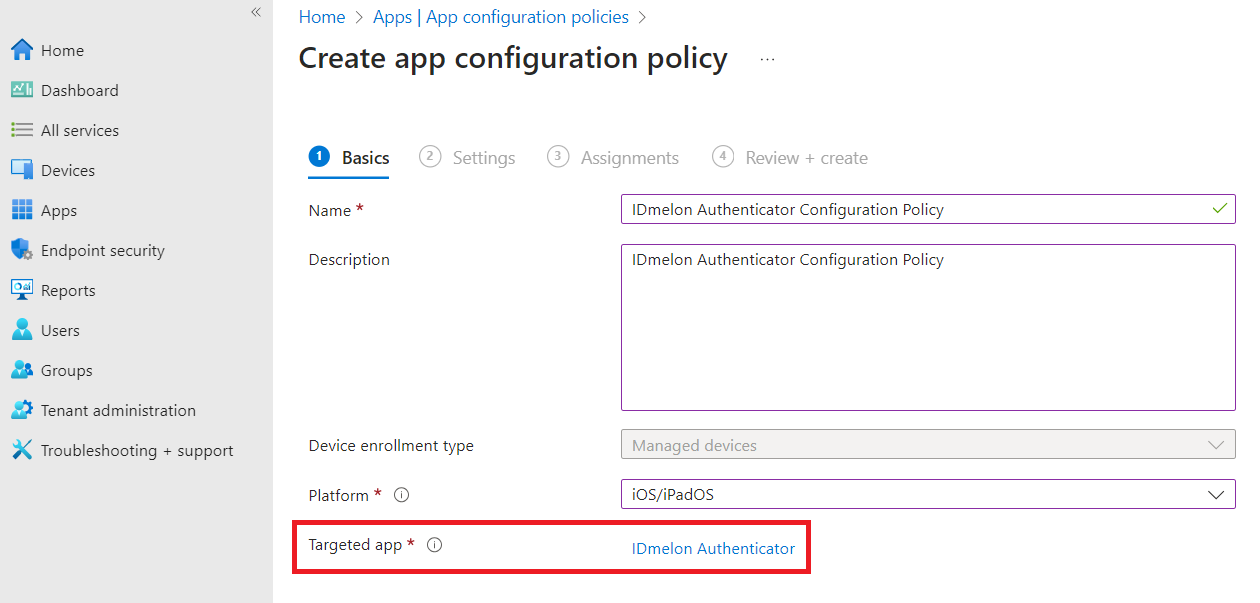 «
Home > Apps | App configuration policies >
Create app configuration policy ...
Home
Dashboard
All services
Devices
Apps
Endpoint security
Reports
Users
Groups
Tenant administration
Troubleshooting + support
1 Basics 2 Settings 3 Assignments 4 Review + create
Name * IDmelon Authenticator Configuration Policy
Description IDmelon Authenticator Configuration Policy
Device enrollment type Managed devices
Platform * iOS/iPadOS
Targeted app * IDmelon Authenticator